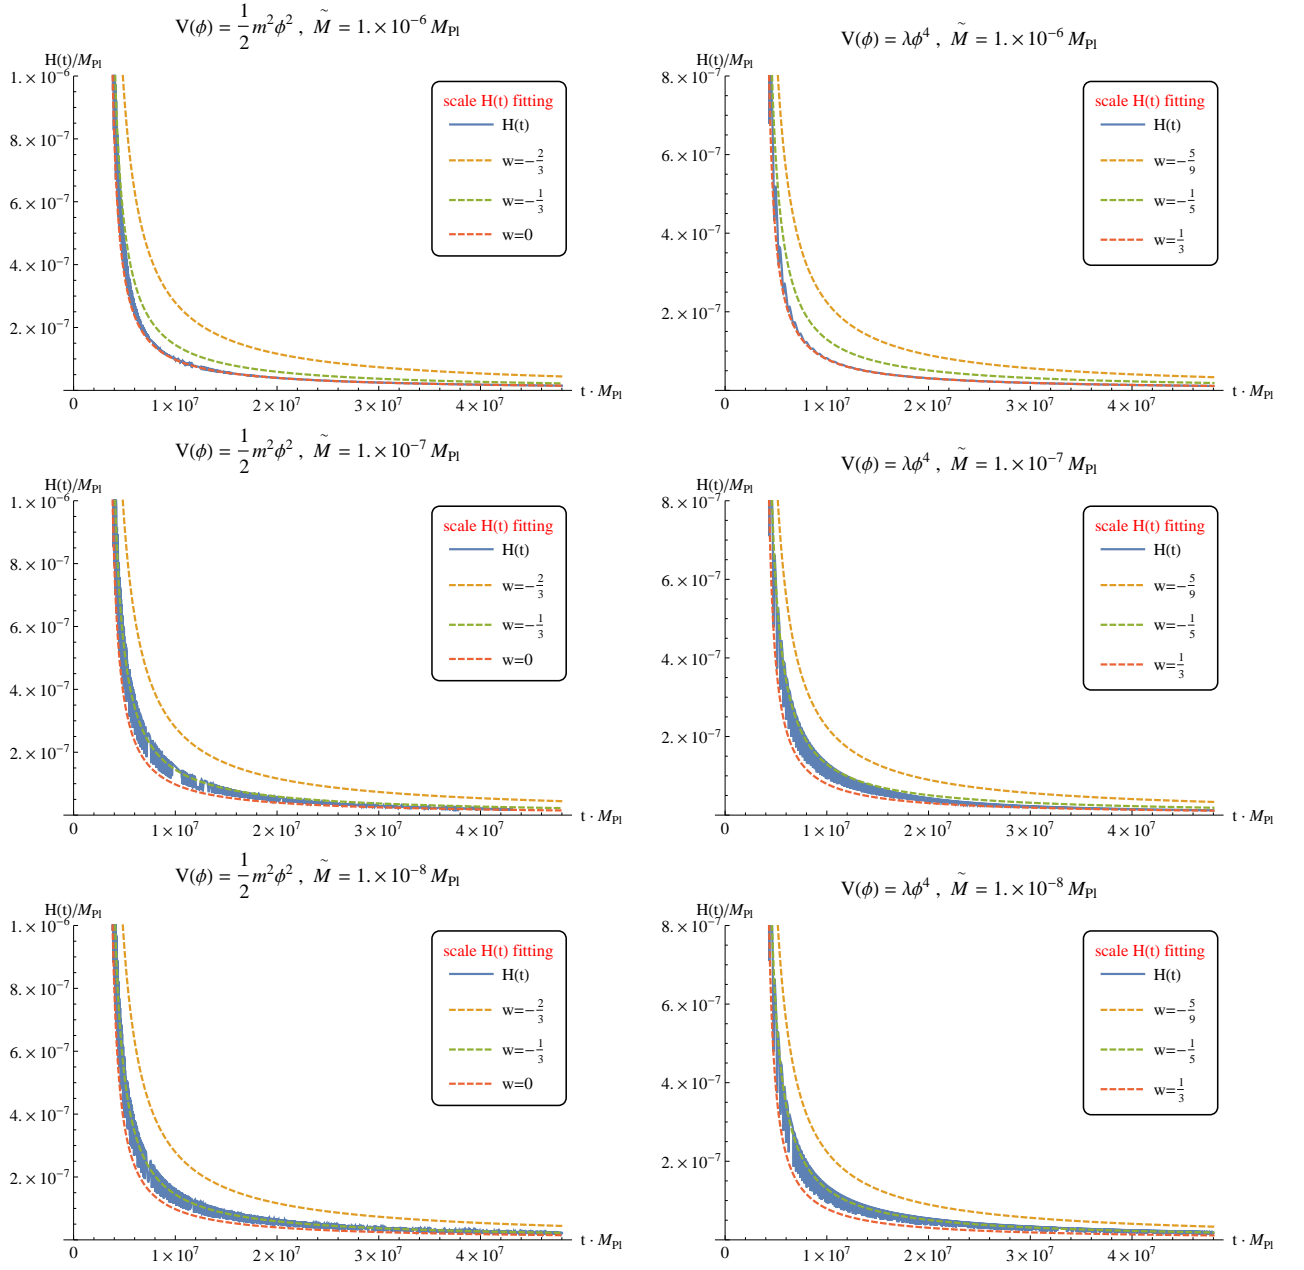 V(ϕ) = 1/2 m²ϕ² , M̃ = 1.×10⁻⁶ M_Pl
H(t)/M_Pl
1.×10⁻⁶
8.×10⁻⁷
6.×10⁻⁷
4.×10⁻⁷
2.×10⁻⁷
0
1×10⁷
2×10⁷
3×10⁷
4×10⁷
t · M_Pl
scale H(t) fitting
H(t)
w=−2/3
w=−1/3
w=0
V(ϕ) = λϕ⁴ , M̃ = 1.×10⁻⁶ M_Pl
H(t)/M_Pl
8.×10⁻⁷
6.×10⁻⁷
4.×10⁻⁷
2.×10⁻⁷
0
1×10⁷
2×10⁷
3×10⁷
4×10⁷
t · M_Pl
scale H(t) fitting
H(t)
w=−5/9
w=−1/5
w=1/3
V(ϕ) = 1/2 m²ϕ² , M̃ = 1.×10⁻⁷ M_Pl
H(t)/M_Pl
1.×10⁻⁶
8.×10⁻⁷
6.×10⁻⁷
4.×10⁻⁷
2.×10⁻⁷
0
1×10⁷
2×10⁷
3×10⁷
4×10⁷
t · M_Pl
scale H(t) fitting
H(t)
w=−2/3
w=−1/3
w=0
V(ϕ) = λϕ⁴ , M̃ = 1.×10⁻⁷ M_Pl
H(t)/M_Pl
8.×10⁻⁷
6.×10⁻⁷
4.×10⁻⁷
2.×10⁻⁷
0
1×10⁷
2×10⁷
3×10⁷
4×10⁷
t · M_Pl
scale H(t) fitting
H(t)
w=−5/9
w=−1/5
w=1/3
V(ϕ) = 1/2 m²ϕ² , M̃ = 1.×10⁻⁸ M_Pl
H(t)/M_Pl
1.×10⁻⁶
8.×10⁻⁷
6.×10⁻⁷
4.×10⁻⁷
2.×10⁻⁷
0
1×10⁷
2×10⁷
3×10⁷
4×10⁷
t · M_Pl
scale H(t) fitting
H(t)
w=−2/3
w=−1/3
w=0
V(ϕ) = λϕ⁴ , M̃ = 1.×10⁻⁸ M_Pl
H(t)/M_Pl
8.×10⁻⁷
6.×10⁻⁷
4.×10⁻⁷
2.×10⁻⁷
0
1×10⁷
2×10⁷
3×10⁷
4×10⁷
t · M_Pl
scale H(t) fitting
H(t)
w=−5/9
w=−1/5
w=1/3